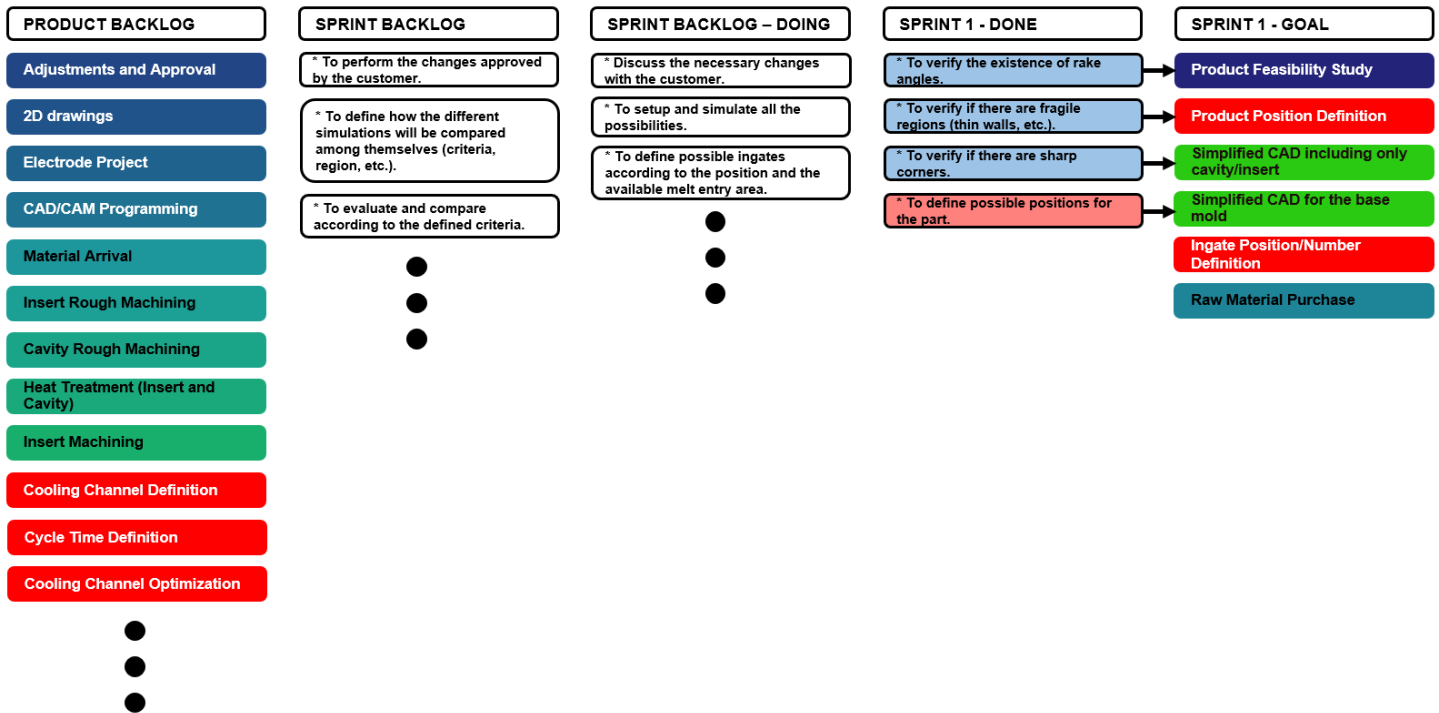 PRODUCT BACKLOG
Adjustments and Approval
2D drawings
Electrode Project
CAD/CAM Programming
Material Arrival
Insert Rough Machining
Cavity Rough Machining
Heat Treatment (Insert and
Cavity)
Insert Machining
Cooling Channel Definition
Cycle Time Definition
Cooling Channel Optimization
SPRINT BACKLOG
* To perform the changes approved
by the customer.
* To define how the different
simulations will be compared
among themselves (criteria,
region, etc.).
* To evaluate and compare
according to the defined criteria.
SPRINT BACKLOG – DOING
* Discuss the necessary changes
with the customer.
* To setup and simulate all the
possibilities.
* To define possible ingates
according to the position and the
available melt entry area.
SPRINT 1 - DONE
* To verify the existence of rake
angles.
* To verify if there are fragile
regions (thin walls, etc.).
* To verify if there are sharp
corners.
* To define possible positions for
the part.
SPRINT 1 - GOAL
Product Feasibility Study
Product Position Definition
Simplified CAD including only
cavity/insert
Simplified CAD for the base
mold
Ingate Position/Number
Definition
Raw Material Purchase